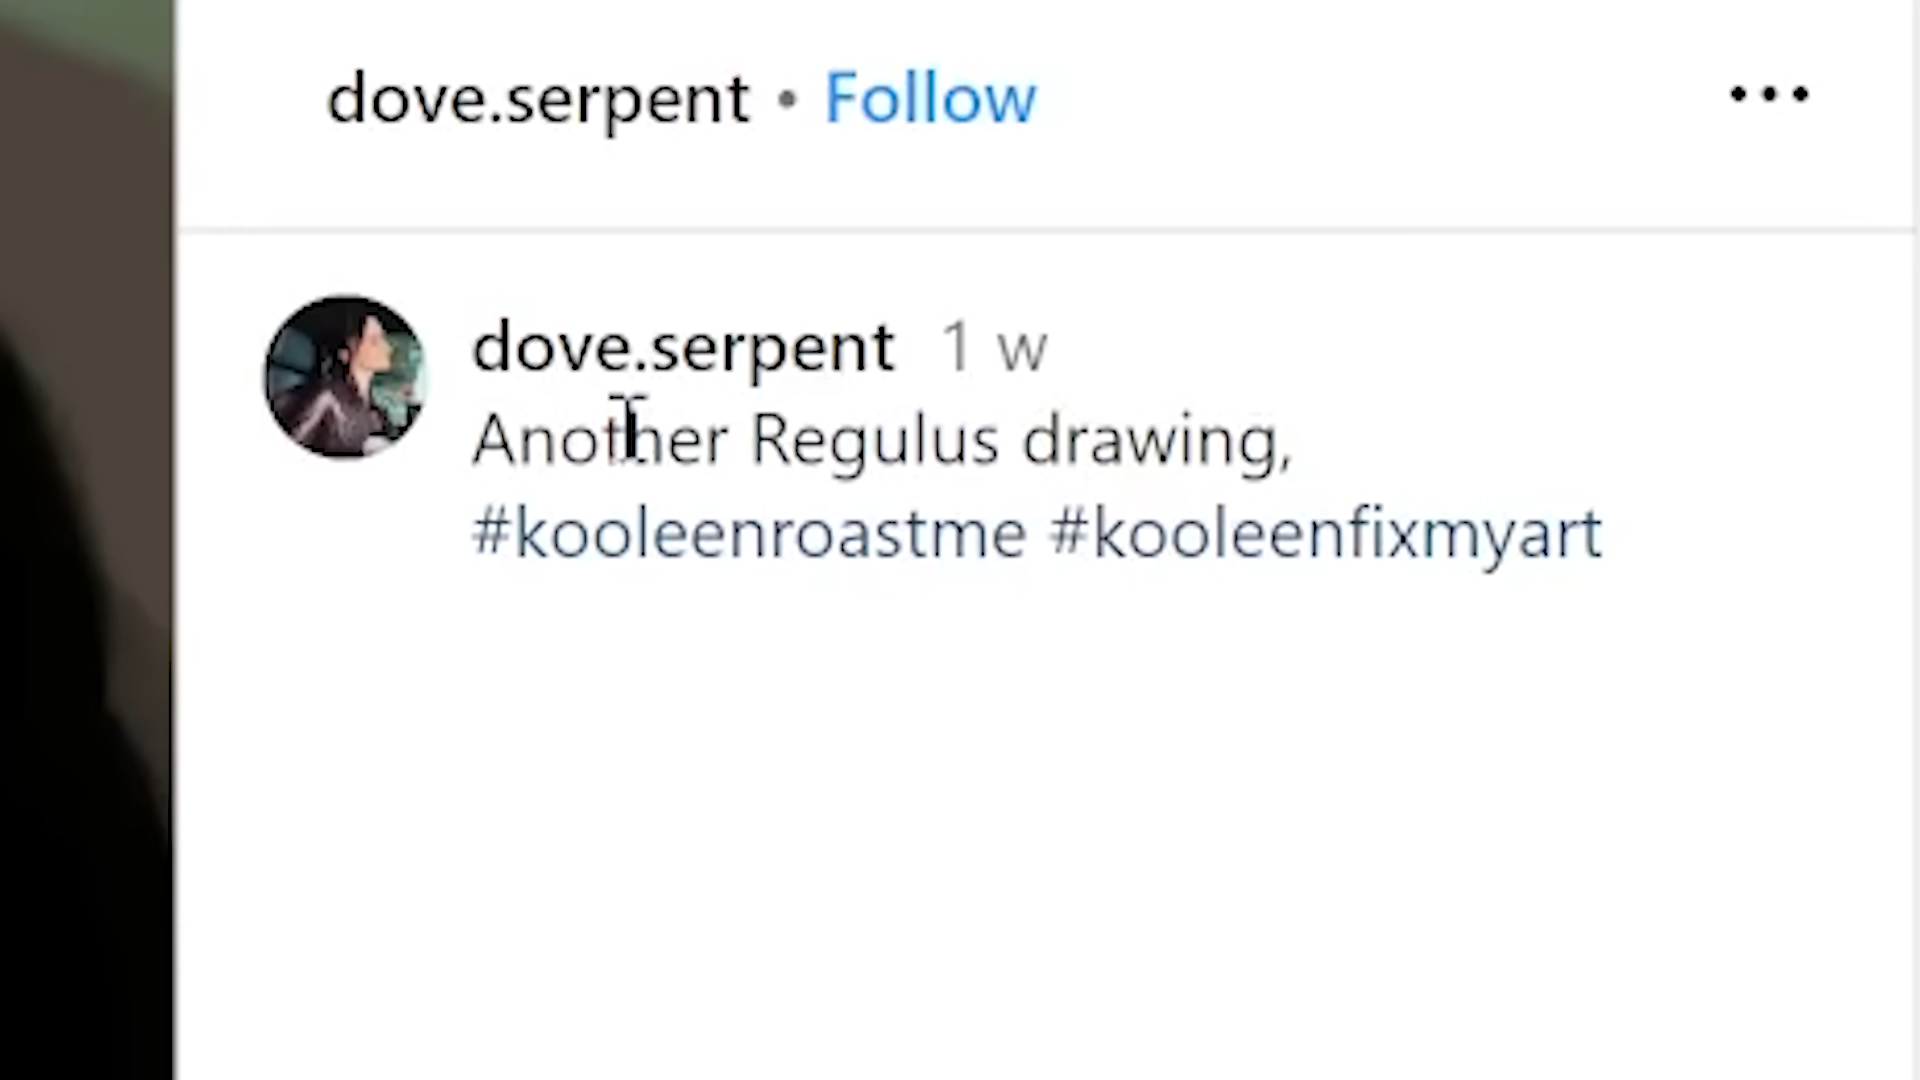 dove.serpent • Follow
dove.serpent 1 w
Another Regulus drawing,
#kooleenroastme #kooleenfixmyart